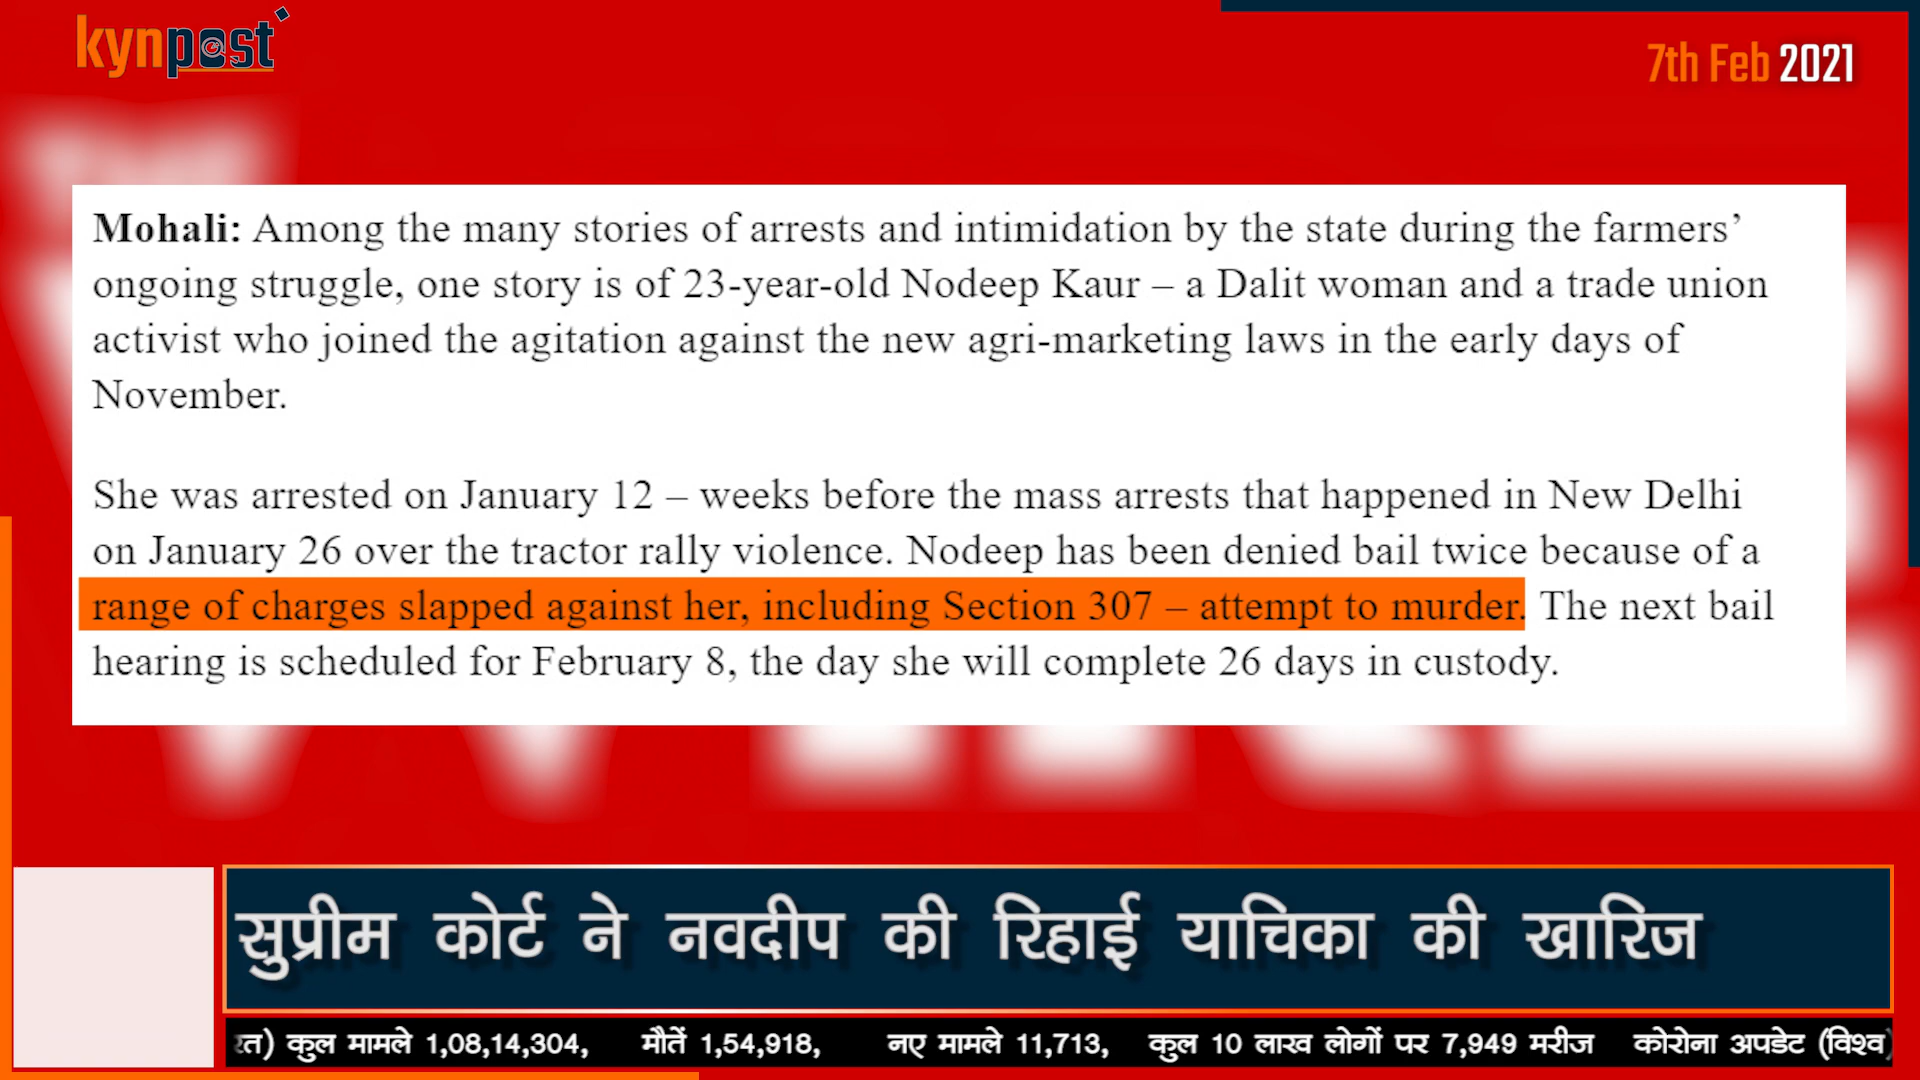 kynpost
7th Feb 2021
Mohali: Among the many stories of arrests and intimidation by the state during the farmers’
ongoing struggle, one story is of 23-year-old Nodeep Kaur – a Dalit woman and a trade union
activist who joined the agitation against the new agri-marketing laws in the early days of
November.
She was arrested on January 12 – weeks before the mass arrests that happened in New Delhi
on January 26 over the tractor rally violence. Nodeep has been denied bail twice because of a
range of charges slapped against her, including Section 307 – attempt to murder. The next bail
hearing is scheduled for February 8, the day she will complete 26 days in custody.
सुप्रीम कोर्ट ने नवदीप की रिहाई याचिका की खारिज
रत) कुल मामले 1,08,14,304, मौतें 1,54,918, नए मामले 11,713, कुल 10 लाख लोगों पर 7,949 मरीज कोरोना अपडेट (विश्व